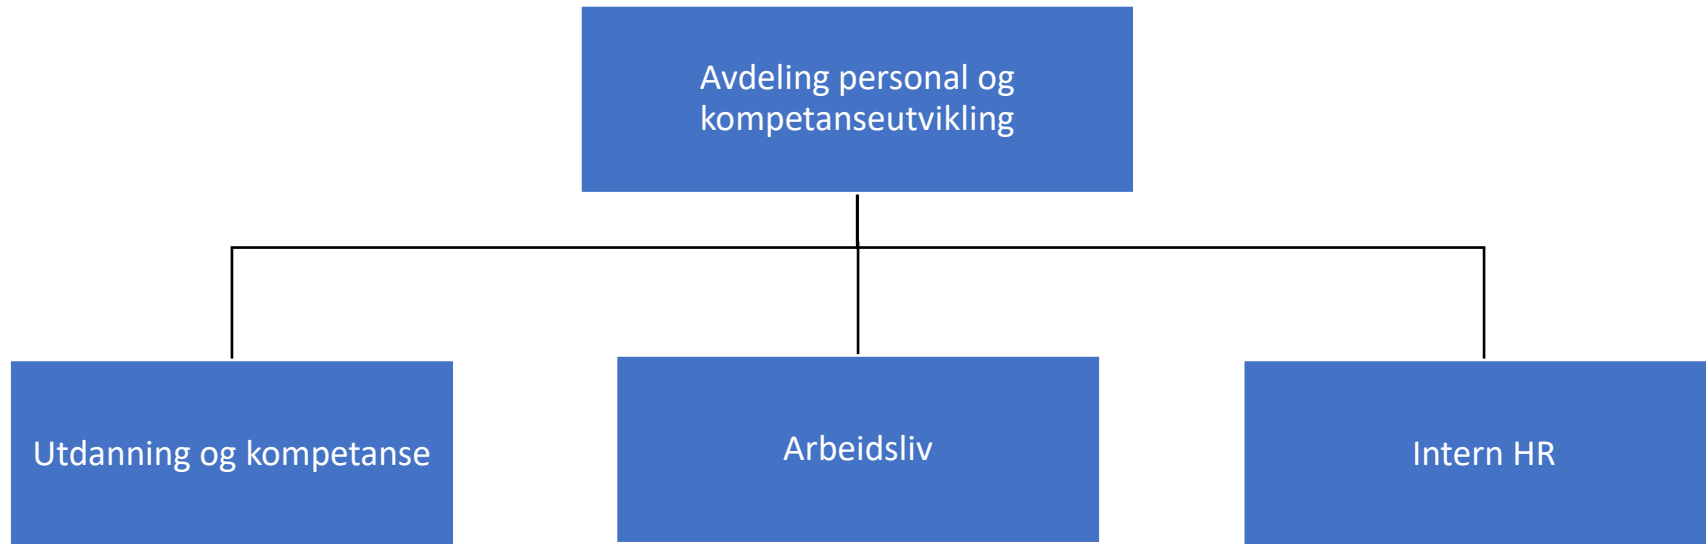 Avdeling personal og
kompetanseutvikling
Utdanning og kompetanse
Arbeidsliv
Intern HR